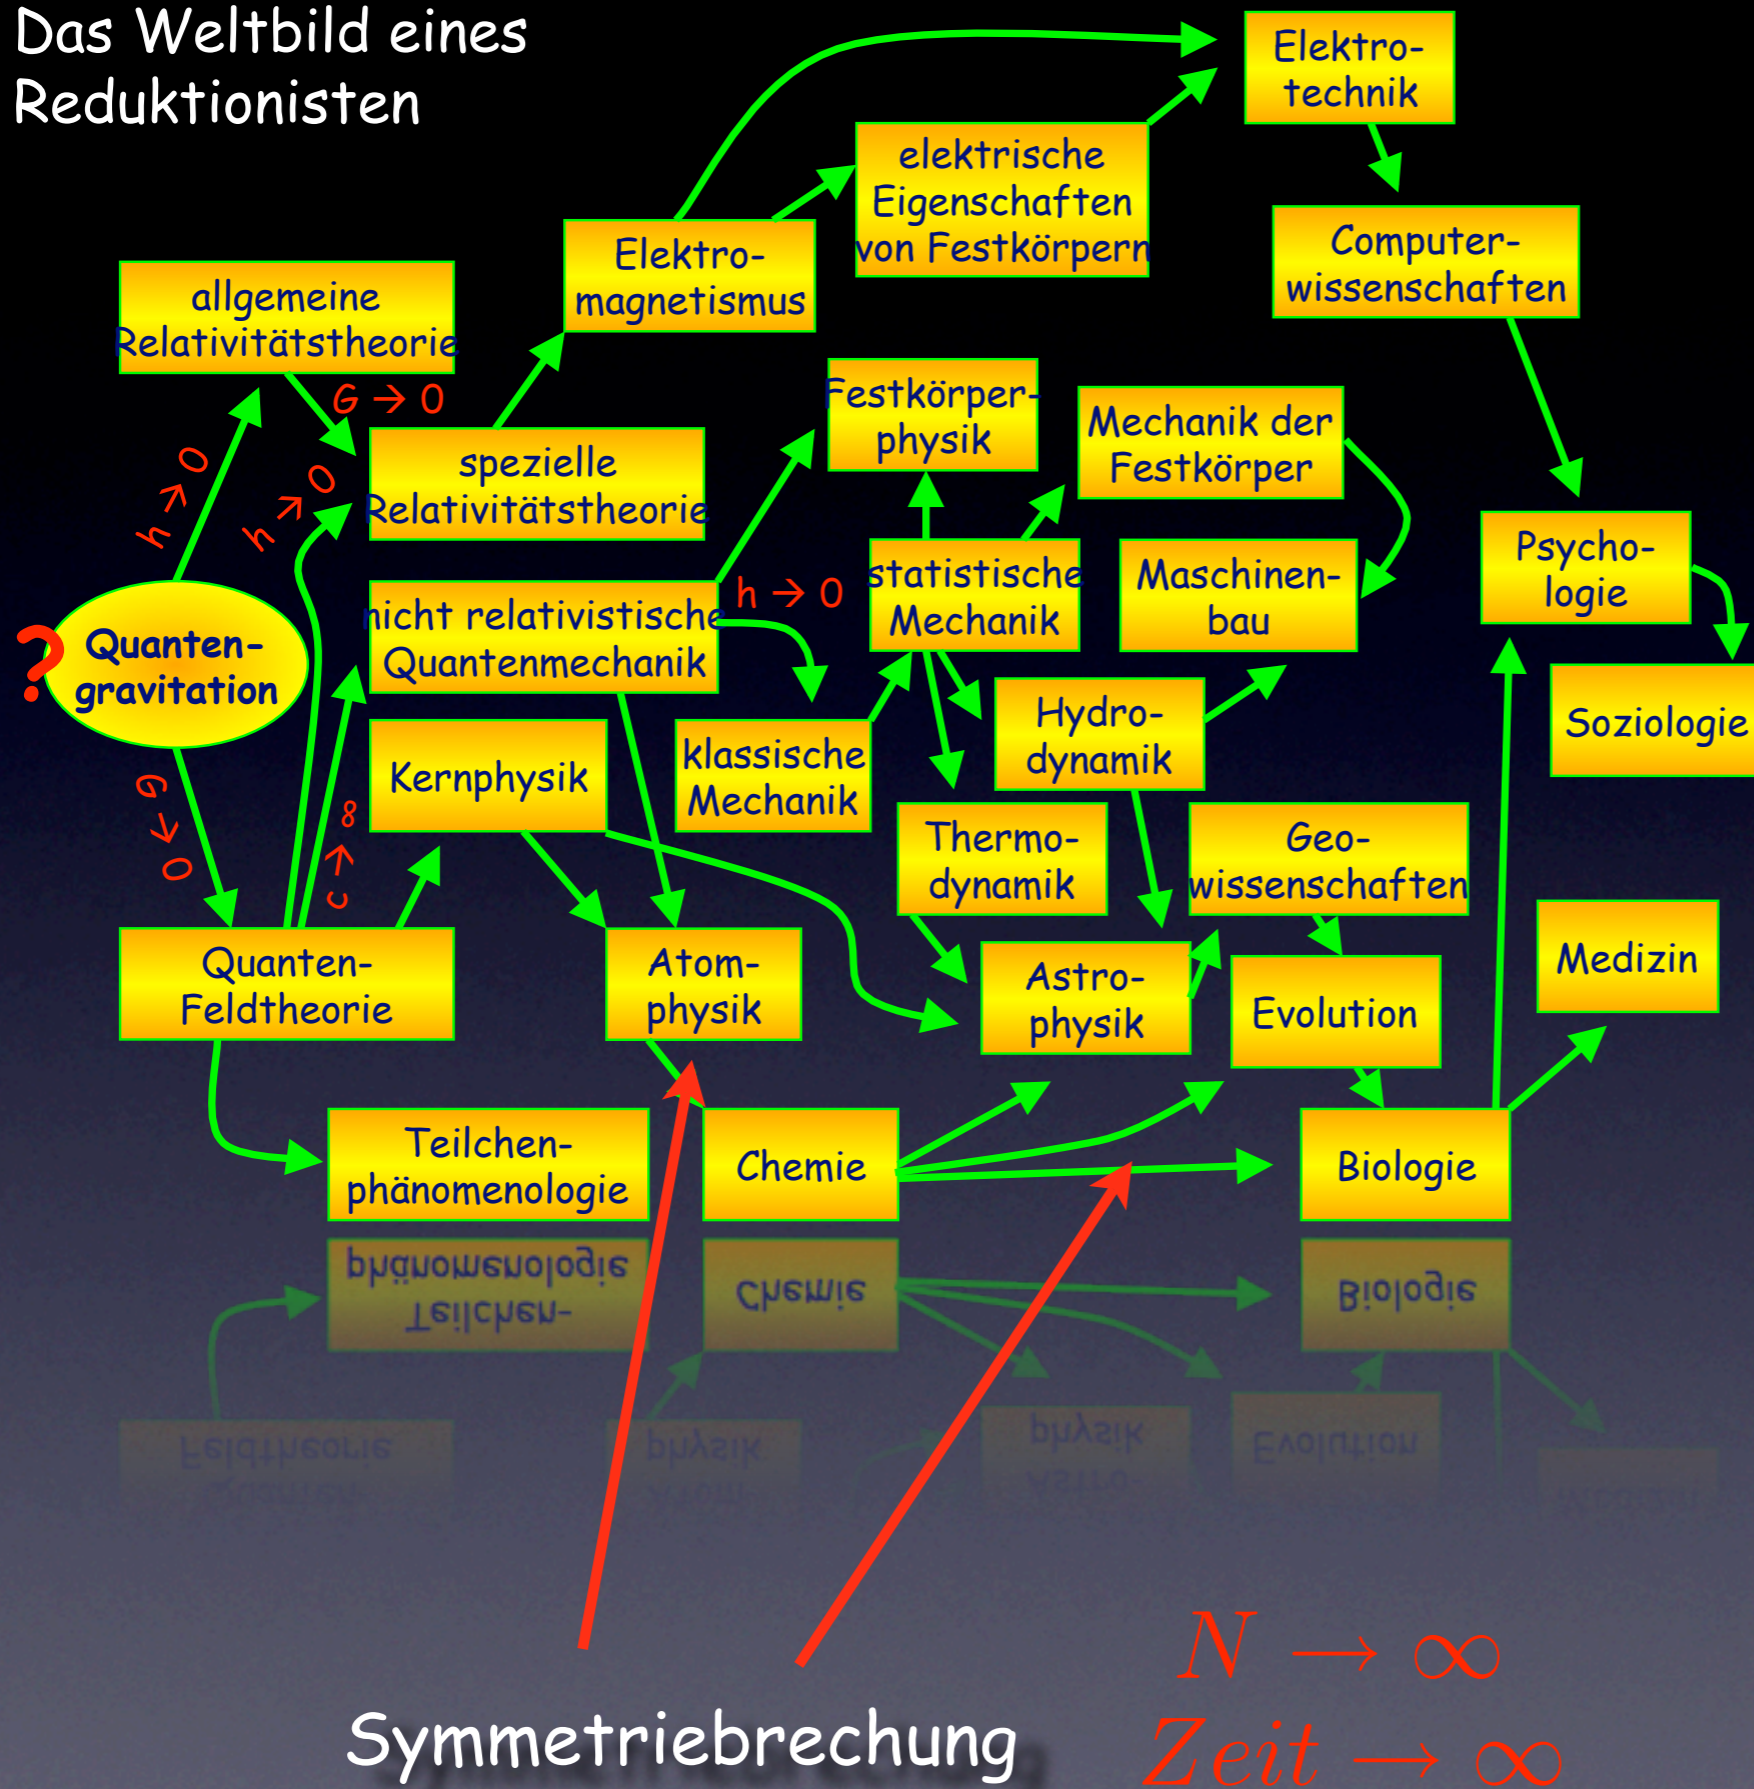 Das Weltbild eines
Reduktionisten
Elektro-
technik
elektrische
Eigenschaften
von Festkörpern
Elektro-
magnetismus
Computer-
wissenschaften
allgemeine
Relativitätstheorie
G → 0
h → 0
h → 0
spezielle
Relativitätstheorie
Festkörper-
physik
Mechanik der
Festkörper
nicht relativistische
Quantenmechanik
h → 0
statistische
Mechanik
Maschinen-
bau
Psycho-
logie
?
Quanten-
gravitation
Soziologie
Kernphysik
klassische
Mechanik
Hydro-
dynamik
G → 0
c → ∞
Thermo-
dynamik
Geo-
wissenschaften
Medizin
Quanten-
Feldtheorie
Atom-
physik
Astro-
physik
Evolution
Teilchen-
phänomenologie
Chemie
Biologie
N → ∞
Symmetriebrechung
Zeit → ∞